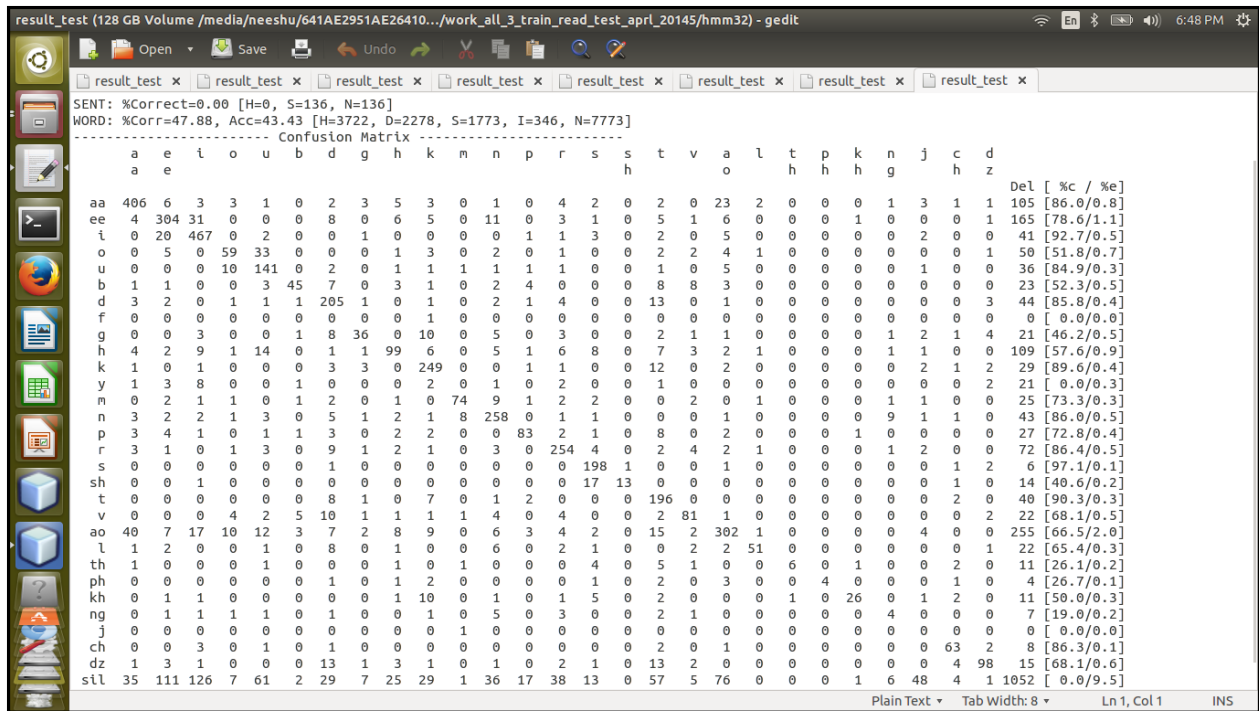 result_test (128 GB Volume /media/neeshu/641AE2951AE26410.../work_all_3_train_read_test_aprl_20145/hmm32) - gedit En 6:48 PM
Open Save Undo
result_test × result_test × result_test × result_test × result_test × result_test × result_test × result_test ×
SENT: %Correct=0.00 [H=0, S=136, N=136]
WORD: %Corr=47.88, Acc=43.43 [H=3722, D=2278, S=1773, I=346, N=7773]
------------------------ Confusion Matrix -------------------------
a e i o u b d g h k m n p r s s t v a l t p k n j c d
a e h o h h h g h z
Del [ %c / %e]
aa 406 6 3 3 1 0 2 3 5 3 0 1 0 4 2 0 2 0 23 2 0 0 0 1 3 1 1 105 [86.0/0.8]
ee 4 304 31 0 0 0 8 0 6 5 0 11 0 3 1 0 5 1 6 0 0 0 1 0 0 0 1 165 [78.6/1.1]
i 0 20 467 0 2 0 0 1 0 0 0 0 1 1 3 0 2 0 5 0 0 0 0 0 2 0 0 41 [92.7/0.5]
o 0 5 0 59 33 0 0 0 1 3 0 2 0 1 0 0 2 2 4 1 0 0 0 0 0 0 1 50 [51.8/0.7]
u 0 0 0 10 141 0 2 0 1 1 1 1 1 1 0 0 1 0 5 0 0 0 0 0 1 0 0 36 [84.9/0.3]
b 1 1 0 0 3 45 7 0 3 1 0 2 4 0 0 0 8 8 3 0 0 0 0 0 0 0 0 23 [52.3/0.5]
d 3 2 0 1 1 1 205 1 0 1 0 2 1 4 0 0 13 0 1 0 0 0 0 0 0 0 3 44 [85.8/0.4]
f 0 0 0 0 0 0 0 0 0 1 0 0 0 0 0 0 0 0 0 0 0 0 0 0 0 0 0 0 [ 0.0/0.0]
g 0 0 3 0 0 1 8 36 0 10 0 5 0 3 0 0 2 1 1 0 0 0 0 1 2 1 4 21 [46.2/0.5]
h 4 2 9 1 14 0 1 1 99 6 0 5 1 6 8 0 7 3 2 1 0 0 0 1 1 0 0 109 [57.6/0.9]
k 1 0 1 0 0 0 3 3 0 249 0 0 1 1 0 0 12 0 2 0 0 0 0 0 2 1 2 29 [89.6/0.4]
y 1 3 8 0 0 1 0 0 0 2 0 1 0 2 0 0 1 0 0 0 0 0 0 0 0 0 2 21 [ 0.0/0.3]
m 0 2 1 1 0 1 2 0 1 0 74 9 1 2 2 0 0 2 0 1 0 0 0 1 1 0 0 25 [73.3/0.3]
n 3 2 2 1 3 0 5 1 2 1 8 258 0 1 1 0 0 0 1 0 0 0 0 9 1 1 0 43 [86.0/0.5]
p 3 4 1 0 1 1 3 0 2 2 0 0 83 2 1 0 8 0 2 0 0 0 1 0 0 0 0 27 [72.8/0.4]
r 3 1 0 1 3 0 9 1 2 1 0 3 0 254 4 0 2 4 2 1 0 0 0 1 2 0 0 72 [86.4/0.5]
s 0 0 0 0 0 0 1 0 0 0 0 0 0 0 198 1 0 0 1 0 0 0 0 0 0 1 2 6 [97.1/0.1]
sh 0 0 1 0 0 0 0 0 0 0 0 0 0 0 17 13 0 0 0 0 0 0 0 0 0 1 0 14 [40.6/0.2]
t 0 0 0 0 0 0 8 1 0 7 0 1 2 0 0 0 196 0 0 0 0 0 0 0 0 2 0 40 [90.3/0.3]
v 0 0 0 4 2 5 10 1 1 1 1 4 0 4 0 0 2 81 1 0 0 0 0 0 0 0 2 22 [68.1/0.5]
ao 40 7 17 10 12 3 7 2 8 9 0 6 3 4 2 0 15 2 302 1 0 0 0 0 4 0 0 255 [66.5/2.0]
l 1 2 0 0 1 0 8 0 1 0 0 6 0 2 1 0 0 2 2 51 0 0 0 0 0 0 1 22 [65.4/0.3]
th 1 0 0 0 1 0 0 0 1 0 1 0 0 0 4 0 5 1 0 0 6 0 1 0 0 2 0 11 [26.1/0.2]
ph 0 0 0 0 0 0 1 0 1 2 0 0 0 0 1 0 2 0 3 0 0 4 0 0 0 1 0 4 [26.7/0.1]
kh 0 1 1 0 0 0 0 0 1 10 0 1 0 1 5 0 2 0 0 0 1 0 26 0 1 2 0 11 [50.0/0.3]
ng 0 1 1 1 1 0 1 0 0 1 0 5 0 3 0 0 2 1 0 0 0 0 0 4 0 0 0 7 [19.0/0.2]
j 0 0 0 0 0 0 0 0 0 0 1 0 0 0 0 0 0 0 0 0 0 0 0 0 0 0 0 0 [ 0.0/0.0]
ch 0 0 3 0 1 0 1 0 0 0 0 0 0 0 0 0 2 0 1 0 0 0 0 0 0 63 2 8 [86.3/0.1]
dz 1 3 1 0 0 0 13 1 3 1 0 1 0 2 1 0 13 2 0 0 0 0 0 0 0 4 98 15 [68.1/0.6]
sil 35 111 126 7 61 2 29 7 25 29 1 36 17 38 13 0 57 5 76 0 0 0 1 6 48 4 1 1052 [ 0.0/9.5]
Plain Text Tab Width: 8 Ln 1, Col 1 INS